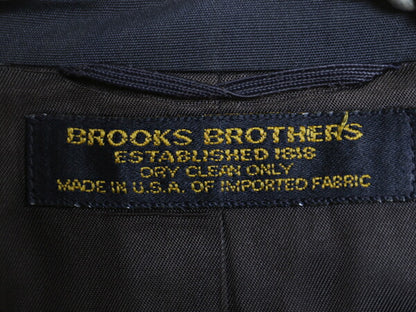 BROOKS BROTHERS
ESTABLISHED 1818
DRY CLEAN ONLY
MADE IN U.S.A. OF IMPORTED FABRIC